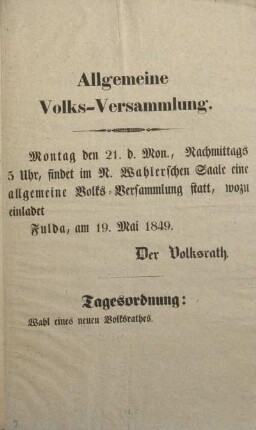 Allgemeine
Volks-Versammlung.
Montag den 21. d. Mon., Nachmittags
5 Uhr, findet im N. Wahlerschen Saale eine
allgemeine Volks-Versammlung statt, wozu
einladet
Fulda, am 19. Mai 1849.
Der Volksrath.
Tagesordnung:
Wahl eines neuen Volksrathes.